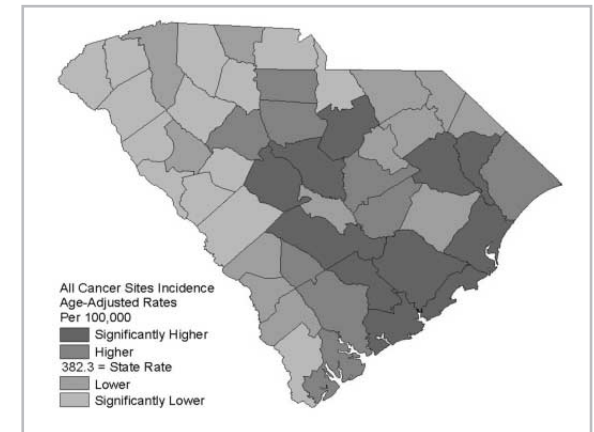 All Cancer Sites Incidence
Age-Adjusted Rates
Per 100,000
Significantly Higher
Higher
382.3 = State Rate
Lower
Significantly Lower